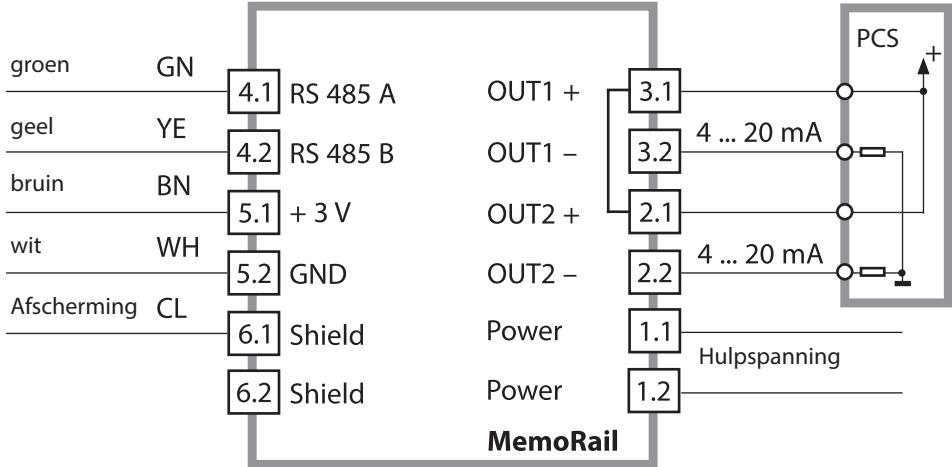 PCS
+
groen GN 4.1 RS 485 A OUT1 + 3.1
geel YE 4.2 RS 485 B OUT1 – 3.2 4 ... 20 mA
bruin BN 5.1 + 3 V OUT2 + 2.1
wit WH 5.2 GND OUT2 – 2.2 4 ... 20 mA
Afscherming CL 6.1 Shield Power 1.1
Hulpspanning
6.2 Shield Power 1.2
MemoRail